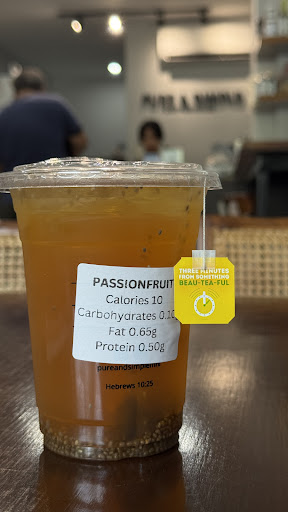 PASSIONFRUIT
Calories 10
Carbohydrates 0.10
Fat 0.65g
Protein 0.50g
Hebrews 10:25
THREE MINUTES
FROM SOMETHING
BEAU-TEA-FUL